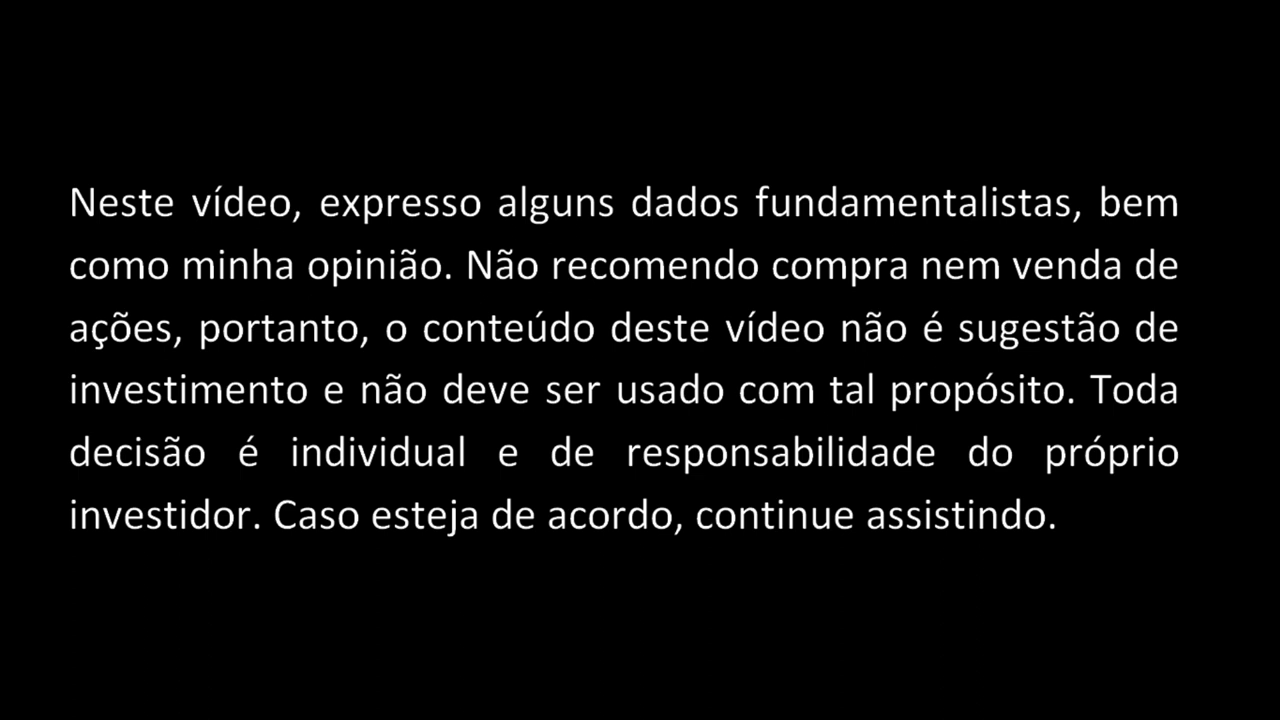 Neste vídeo, expresso alguns dados fundamentalistas, bem
como minha opinião. Não recomendo compra nem venda de
ações, portanto, o conteúdo deste vídeo não é sugestão de
investimento e não deve ser usado com tal propósito. Toda
decisão é individual e de responsabilidade do próprio
investidor. Caso esteja de acordo, continue assistindo.